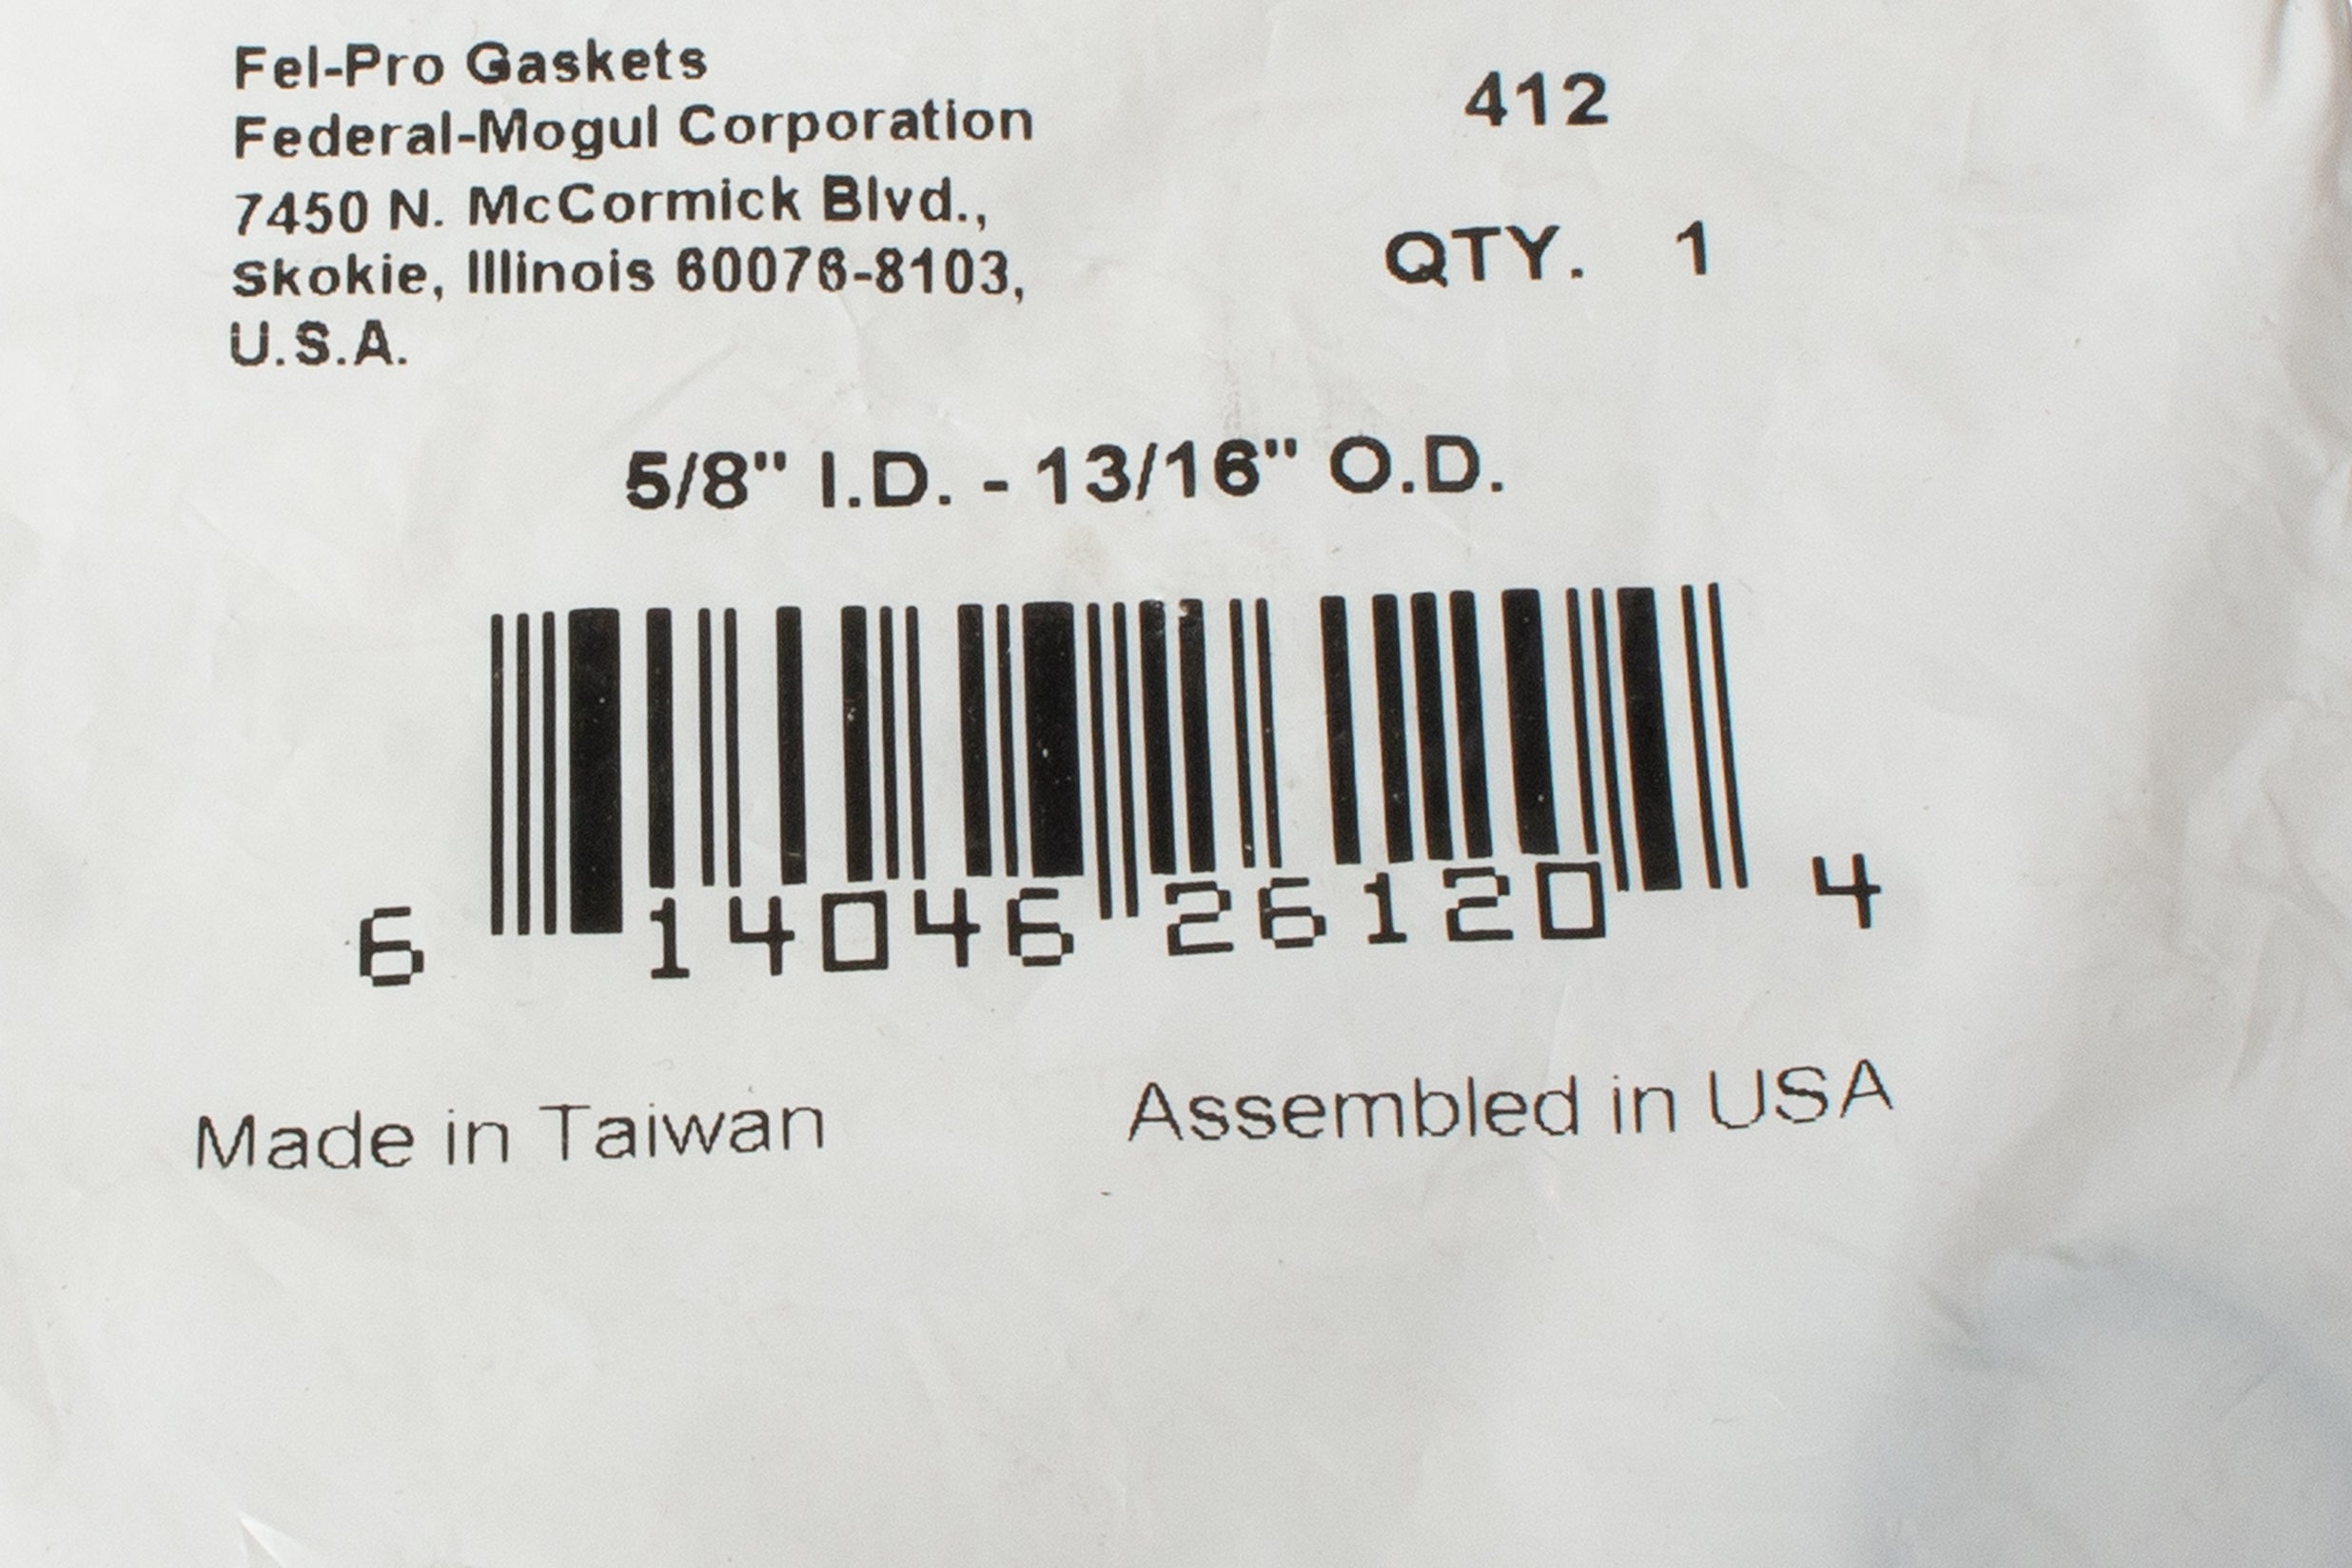 Fel-Pro Gaskets
Federal-Mogul Corporation
7450 N. McCormick Blvd.,
Skokie, Illinois 60076-8103,
U.S.A.
412
QTY. 1
5/8" I.D. - 13/16" O.D.
6 14046 26120 4
Made in Taiwan
Assembled in USA